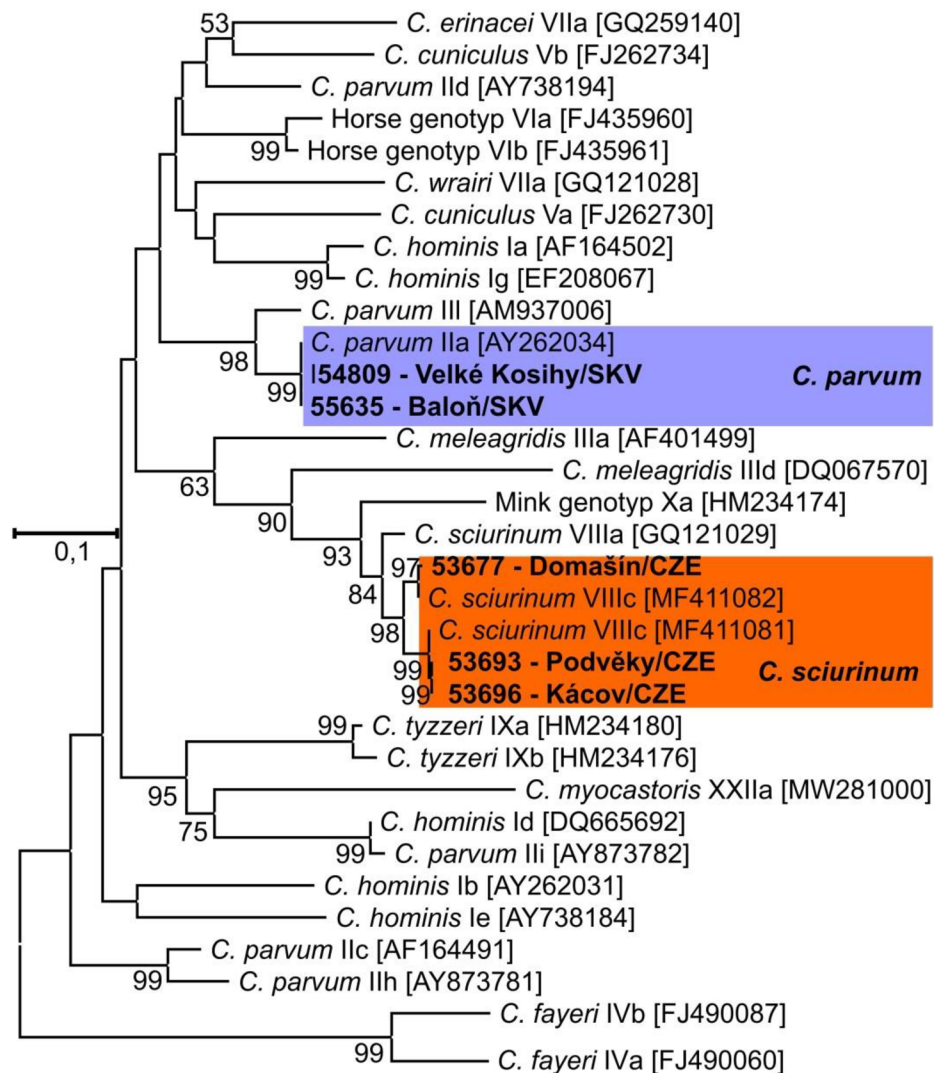 53
C. erinacei VIIa [GQ259140]
C. cuniculus Vb [FJ262734]
C. parvum IId [AY738194]
Horse genotyp VIa [FJ435960]
99 Horse genotyp VIb [FJ435961]
C. wrairi VIIa [GQ121028]
C. cuniculus Va [FJ262730]
C. hominis Ia [AF164502]
99 C. hominis Ig [EF208067]
C. parvum III [AM937006]
C. parvum IIa [AY262034]
98
54809 - Velké Kosihy/SKV C. parvum
99
55635 - Baloň/SKV
C. meleagridis IIIa [AF401499]
C. meleagridis IIId [DQ067570]
63
Mink genotyp Xa [HM234174]
90
C. sciurinum VIIIa [GQ121029]
0,1
93
97 53677 - Domašín/CZE
84 C. sciurinum VIIIc [MF411082]
98 C. sciurinum VIIIc [MF411081]
99 53693 - Podvěky/CZE C. sciurinum
99 53696 - Kácov/CZE
99 C. tyzzeri IXa [HM234180]
C. tyzzeri IXb [HM234176]
95 C. myocastoris XXIIa [MW281000]
75 C. hominis Id [DQ665692]
99 C. parvum IIi [AY873782]
C. hominis Ib [AY262031]
C. hominis Ie [AY738184]
C. parvum IIc [AF164491]
99 C. parvum IIh [AY873781]
C. fayeri IVb [FJ490087]
99 C. fayeri IVa [FJ490060]